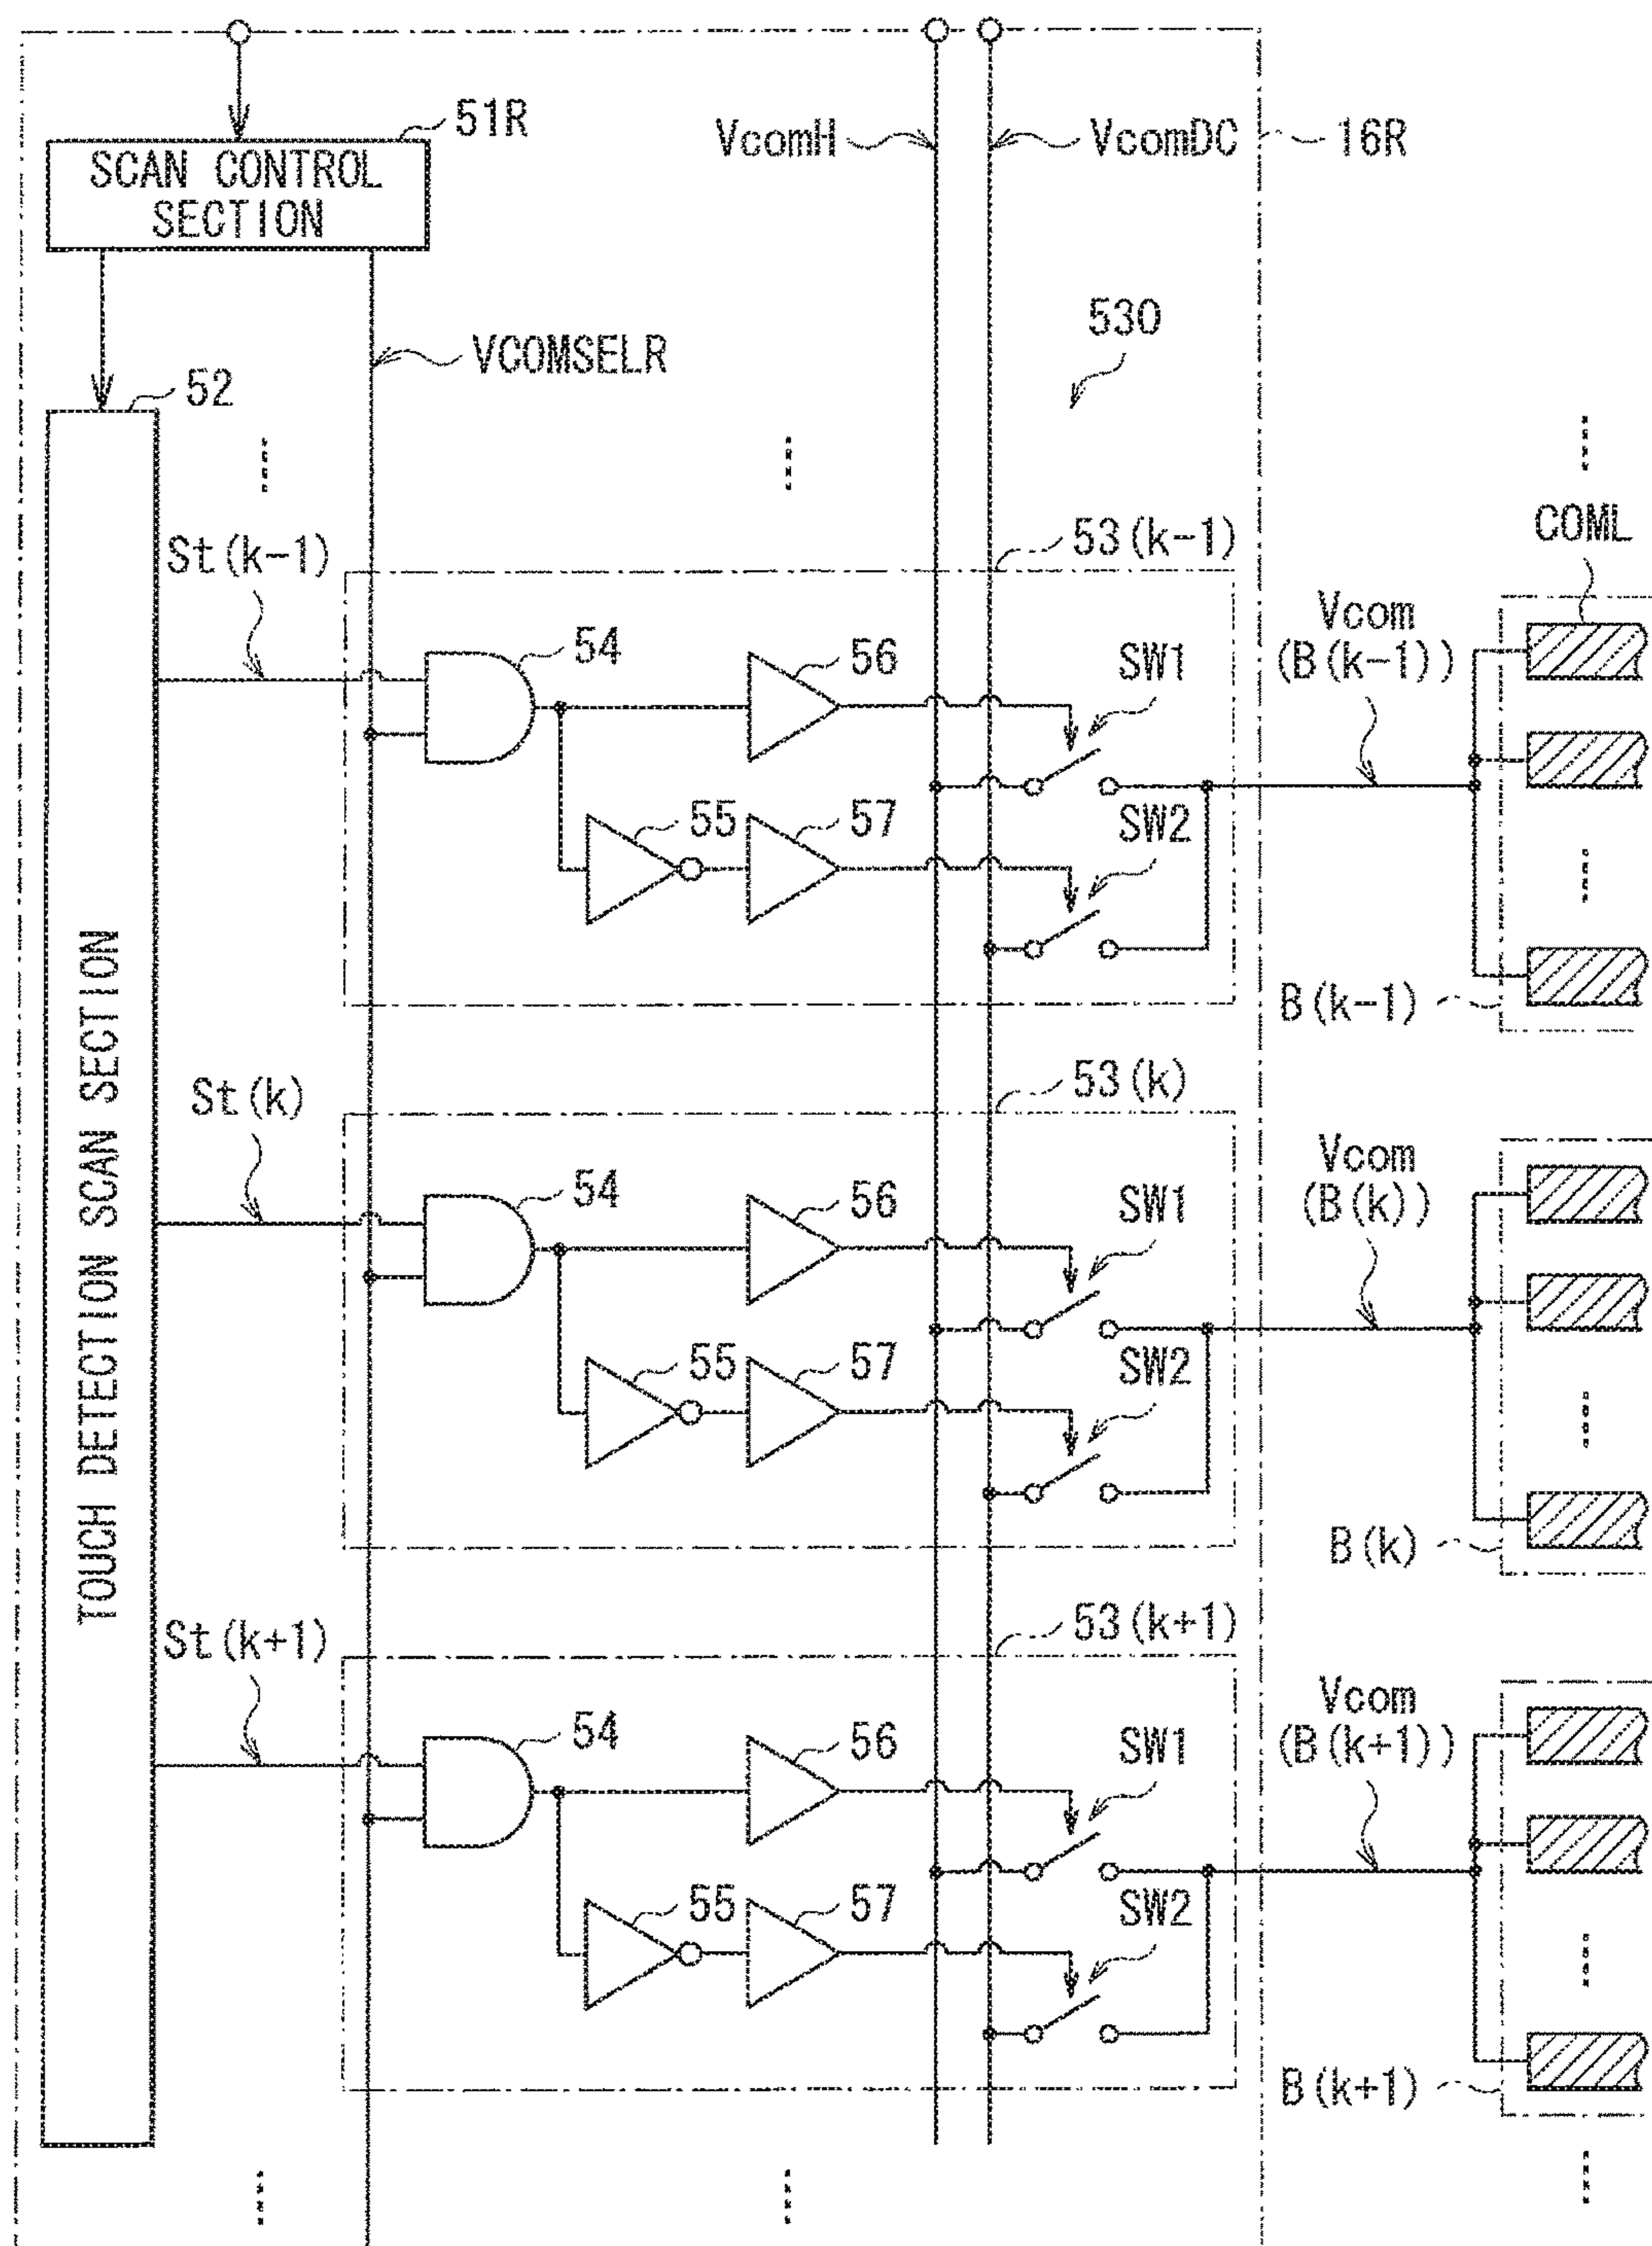 51R
VcomH
VcomDC
16R
SCAN CONTROL
SECTION
530
VCOMSELR
52
COML
53(k-1)
St(k-1)
54
56
SW1
Vcom
(B(k-1))
55
57
SW2
B(k-1)
TOUCH DETECTION SCAN SECTION
53(k)
St(k)
54
56
SW1
Vcom
(B(k))
55
57
SW2
B(k)
53(k+1)
St(k+1)
54
56
SW1
Vcom
(B(k+1))
55
57
SW2
B(k+1)